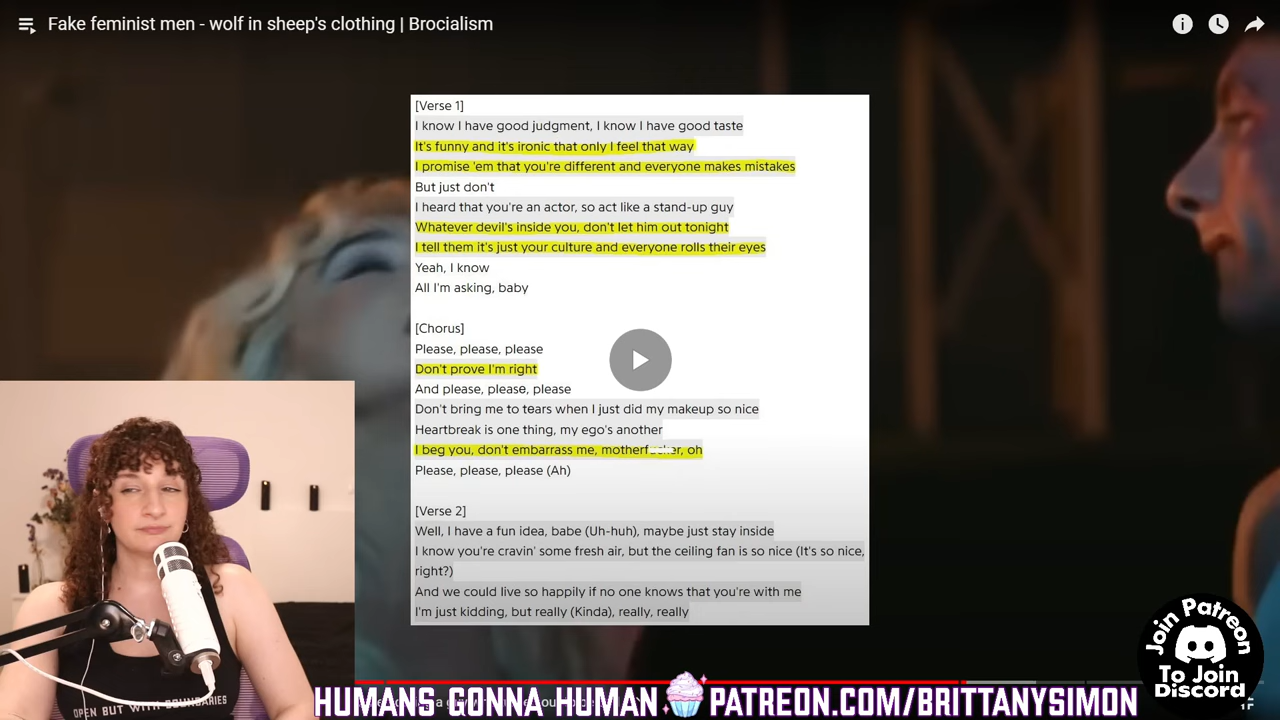 Fake feminist men - wolf in sheep's clothing | Brocialism
[Verse 1]
I know I have good judgment, I know I have good taste
It's funny and it's ironic that only I feel that way
I promise 'em that you're different and everyone makes mistakes
But just don't
I heard that you're an actor, so act like a stand-up guy
Whatever devil's inside you, don't let him out tonight
I tell them it's just your culture and everyone rolls their eyes
Yeah, I know
All I'm asking, baby
[Chorus]
Please, please, please
Don't prove I'm right
And please, please, please
Don't bring me to tears when I just did my makeup so nice
Heartbreak is one thing, my ego's another
I beg you, don't embarrass me, motherf er, oh
Please, please, please (Ah)
[Verse 2]
Well, I have a fun idea, babe (Uh-huh), maybe just stay inside
I know you're cravin' some fresh air, but the ceiling fan is so nice (It's so nice,
right?)
And we could live so happily if no one knows that you're with me
I'm just kidding, but really (Kinda), really, really
OPEN BUT WITH BOUNDARIES
Join Patreon
To Join
Discord
HUMANS GONNA HUMAN PATREON.COM/BRITTANYSIMON